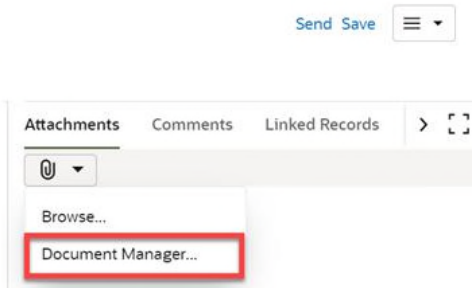 Send Save
Attachments Comments Linked Records
Browse...
Document Manager...